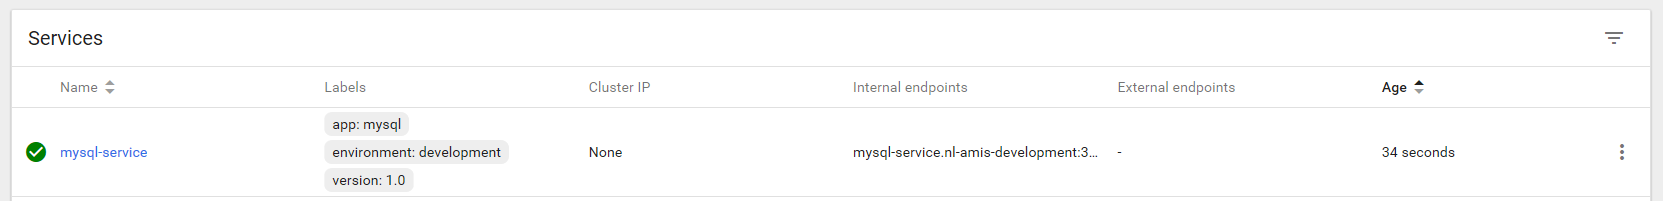 Services
Name Labels Cluster IP Internal endpoints External endpoints Age
app: mysql
mysql-service environment: development None mysql-service.nl-amis-development:3... - 34 seconds
version: 1.0